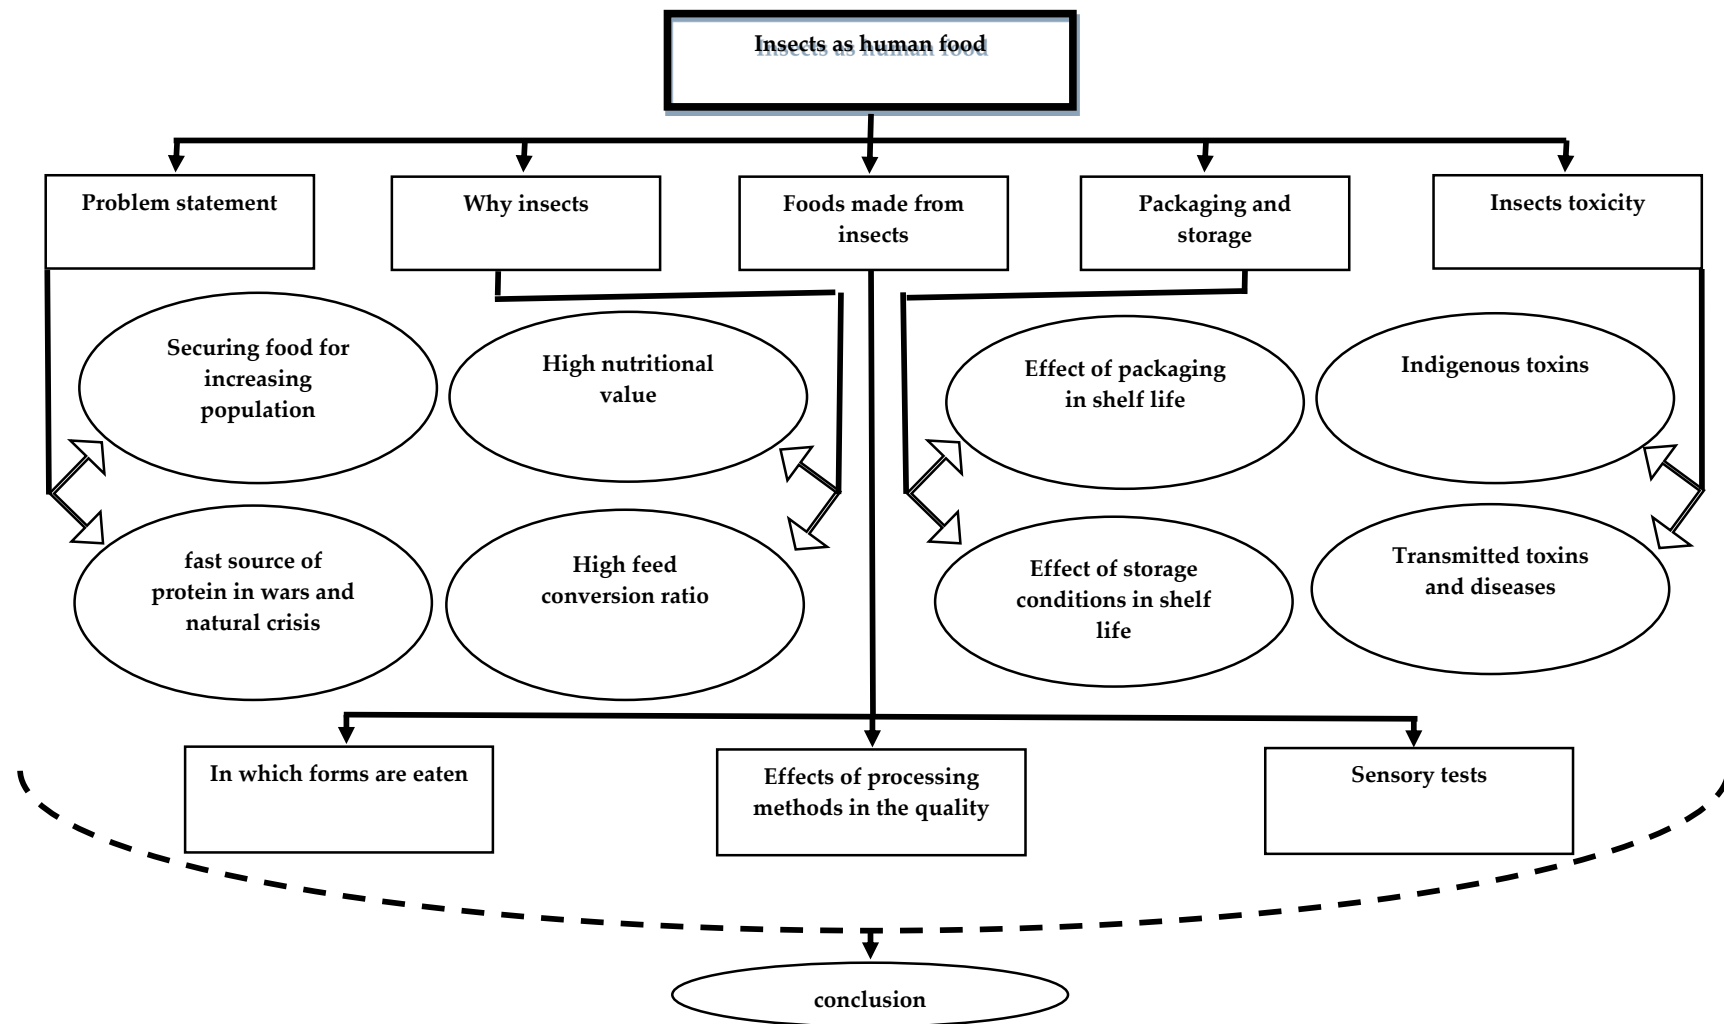 Insects as human food
Problem statement
Why insects
Foods made from
insects
Packaging and
storage
Insects toxicity
Securing food for
increasing
population
High nutritional
value
Effect of packaging
in shelf life
Indigenous toxins
fast source of
protein in wars and
natural crisis
High feed
conversion ratio
Effect of storage
conditions in shelf
life
Transmitted toxins
and diseases
In which forms are eaten
Effects of processing
methods in the quality
Sensory tests
conclusion